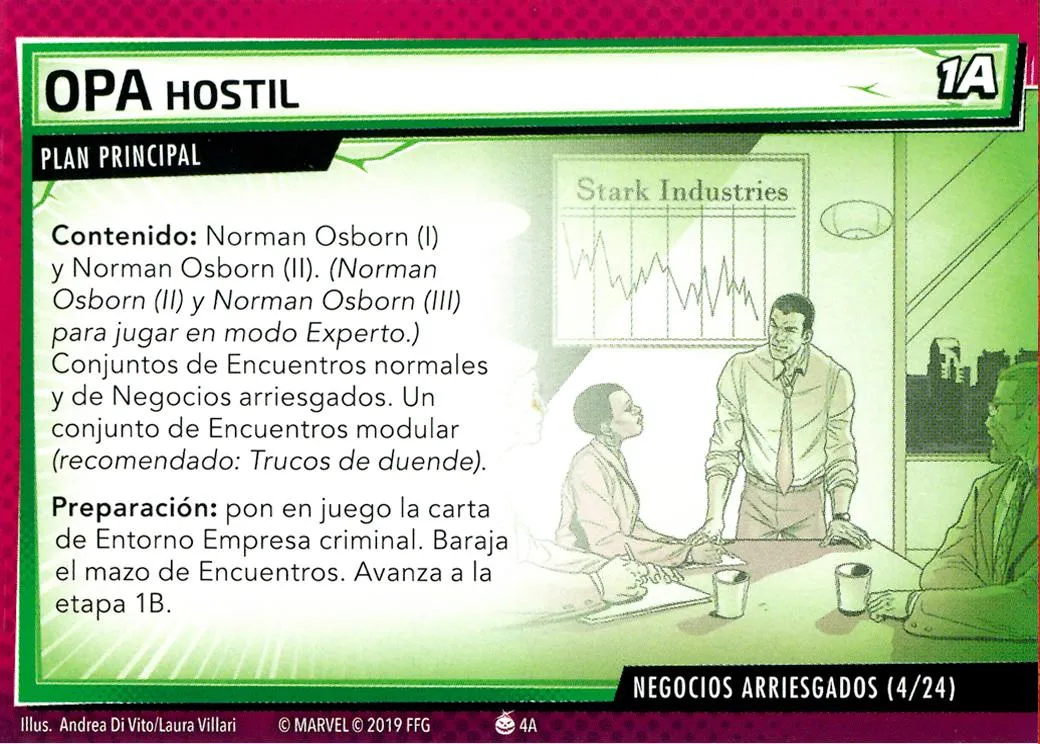 OPA HOSTIL
1A
PLAN PRINCIPAL
Stark Industries
Contenido: Norman Osborn (I)
y Norman Osborn (II). (Norman
Osborn (II) y Norman Osborn (III)
para jugar en modo Experto.)
Conjuntos de Encuentros normales
y de Negocios arriesgados. Un
conjunto de Encuentros modular
(recomendado: Trucos de duende).
Preparación: pon en juego la carta
de Entorno Empresa criminal. Baraja
el mazo de Encuentros. Avanza a la
etapa 1B.
NEGOCIOS ARRIESGADOS (4/24)
Illus. Andrea Di Vito/Laura Villari
© MARVEL © 2019 FFG
4A